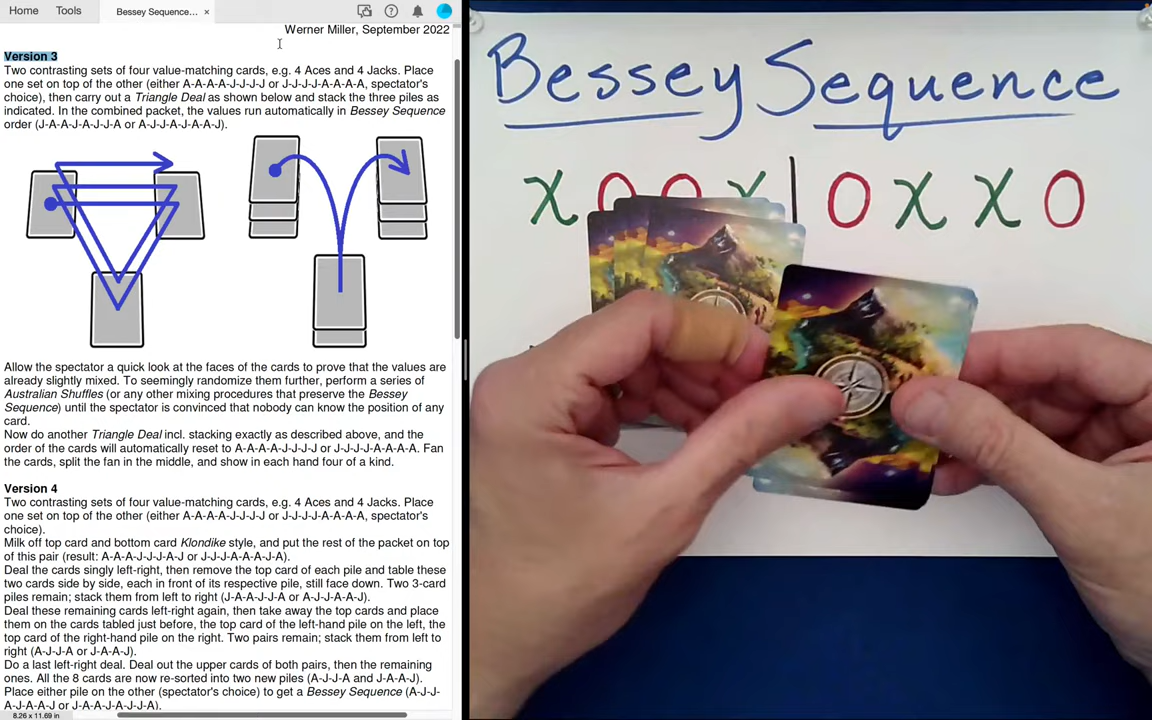 Home Tools Bessey Sequence... ×
Werner Miller, September 2022
Version 3
Two contrasting sets of four value-matching cards, e.g. 4 Aces and 4 Jacks. Place
one set on top of the other (either A-A-A-A-J-J-J-J or J-J-J-J-A-A-A-A, spectator's
choice), then carry out a Triangle Deal as shown below and stack the three piles as
indicated. In the combined packet, the values run automatically in Bessey Sequence
order (J-A-A-J-A-J-J-A or A-J-J-A-J-A-A-J).
Allow the spectator a quick look at the faces of the cards to prove that the values are
already slightly mixed. To seemingly randomize them further, perform a series of
Australian Shuffles (or any other mixing procedures that preserve the Bessey
Sequence) until the spectator is convinced that nobody can know the position of any
card.
Now do another Triangle Deal incl. stacking exactly as described above, and the
order of the cards will automatically reset to A-A-A-A-J-J-J-J or J-J-J-J-A-A-A-A. Fan
the cards, split the fan in the middle, and show in each hand four of a kind.
Version 4
Two contrasting sets of four value-matching cards, e.g. 4 Aces and 4 Jacks. Place
one set on top of the other (either A-A-A-A-J-J-J-J or J-J-J-J-A-A-A-A, spectator's
choice).
Milk off top card and bottom card Klondike style, and put the rest of the packet on top
of this pair (result: A-A-A-J-J-J-A-J or J-J-J-A-A-A-J-A).
Deal the cards singly left-right, then remove the top card of each pile and table these
two cards side by side, each in front of its respective pile, still face down. Two 3-card
piles remain; stack them from left to right (J-A-A-J-J-A or A-J-J-A-A-J).
Deal these remaining cards left-right again, then take away the top cards and place
them on the cards tabled just before, the top card of the left-hand pile on the left, the
top card of the right-hand pile on the right. Two pairs remain; stack them from left to
right (A-J-J-A or J-A-A-J).
Do a last left-right deal. Deal out the upper cards of both pairs, then the remaining
ones. All the 8 cards are now re-sorted into two new piles (A-J-J-A and J-A-A-J).
Place either pile on the other (spectator's choice) to get a Bessey Sequence (A-J-J-
A-J-A-A-J or J-A-A-J-A-J-J-A).
8.26 x 11.69 in
Bessey Sequence
X O O X | O X X O